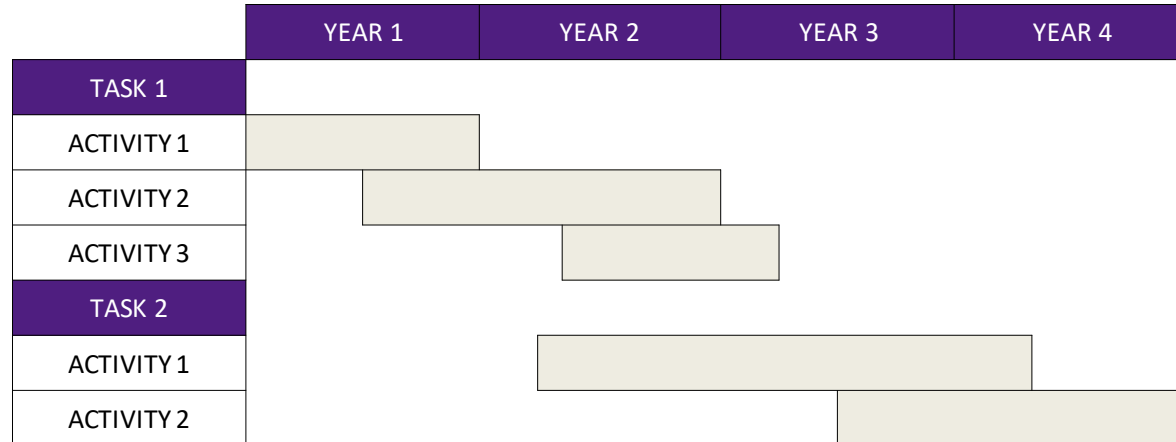 YEAR 1 YEAR 2 YEAR 3 YEAR 4
TASK 1
ACTIVITY 1
ACTIVITY 2
ACTIVITY 3
TASK 2
ACTIVITY 1
ACTIVITY 2